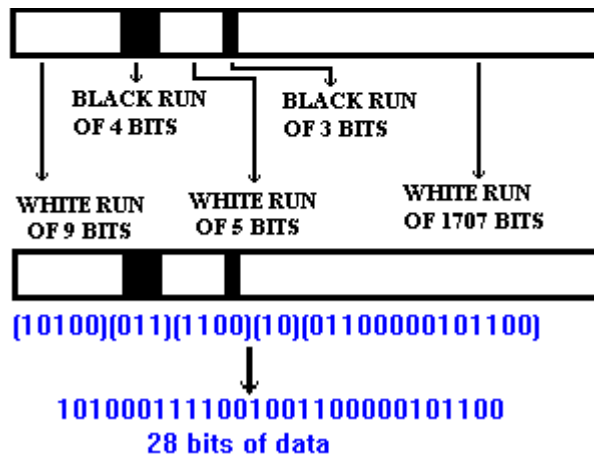 BLACK RUN
OF 4 BITS
BLACK RUN
OF 3 BITS
WHITE RUN
OF 9 BITS
WHITE RUN
OF 5 BITS
WHITE RUN
OF 1707 BITS
(10100)(011)(1100)(10)(01100000101100)
1010001111001001100000101100
28 bits of data